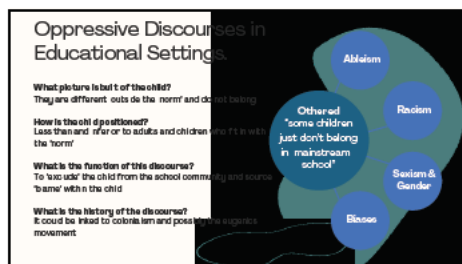 Oppressive Discourses in
Educational Settings.
What picture is built of the child?
They are different outside the 'norm' and do not belong
How is the child positioned?
Less than and inferior to adults and children who fit in with
the 'norm'
What is the function of this discourse?
To 'exclude' the child from the school community and source
'blame' within the child
What is the history of the discourse?
It could be linked to colonialism and possibly the eugenics
movement
Othered
"some children
just don't belong
in mainstream
school"
Ableism
Racism
Sexism &
Gender
Biases